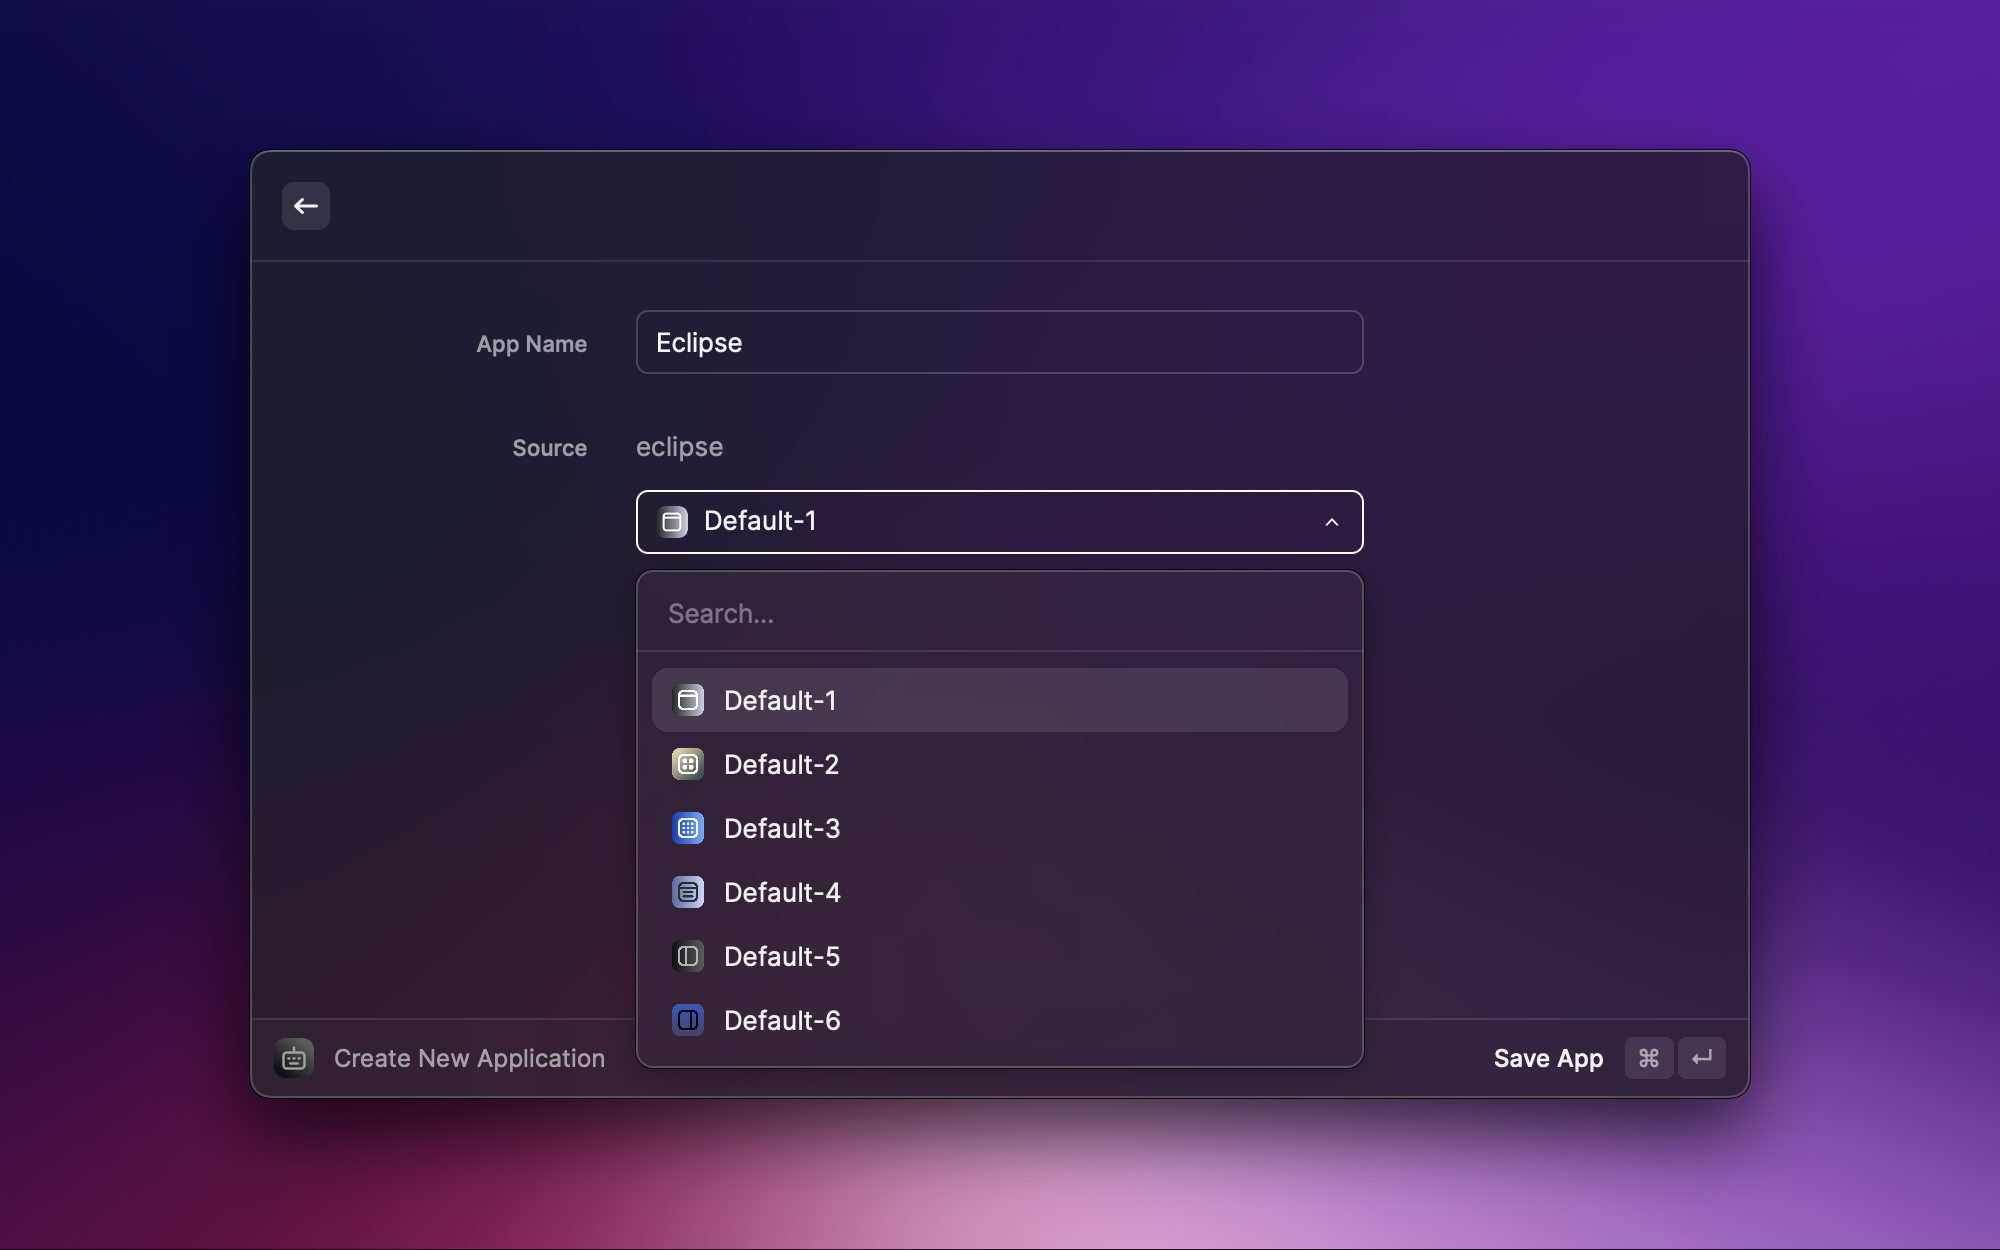 App Name
Eclipse
Source
eclipse
Default-1
Search...
Default-1
Default-2
Default-3
Default-4
Default-5
Default-6
Create New Application
Save App ⌘ ↵